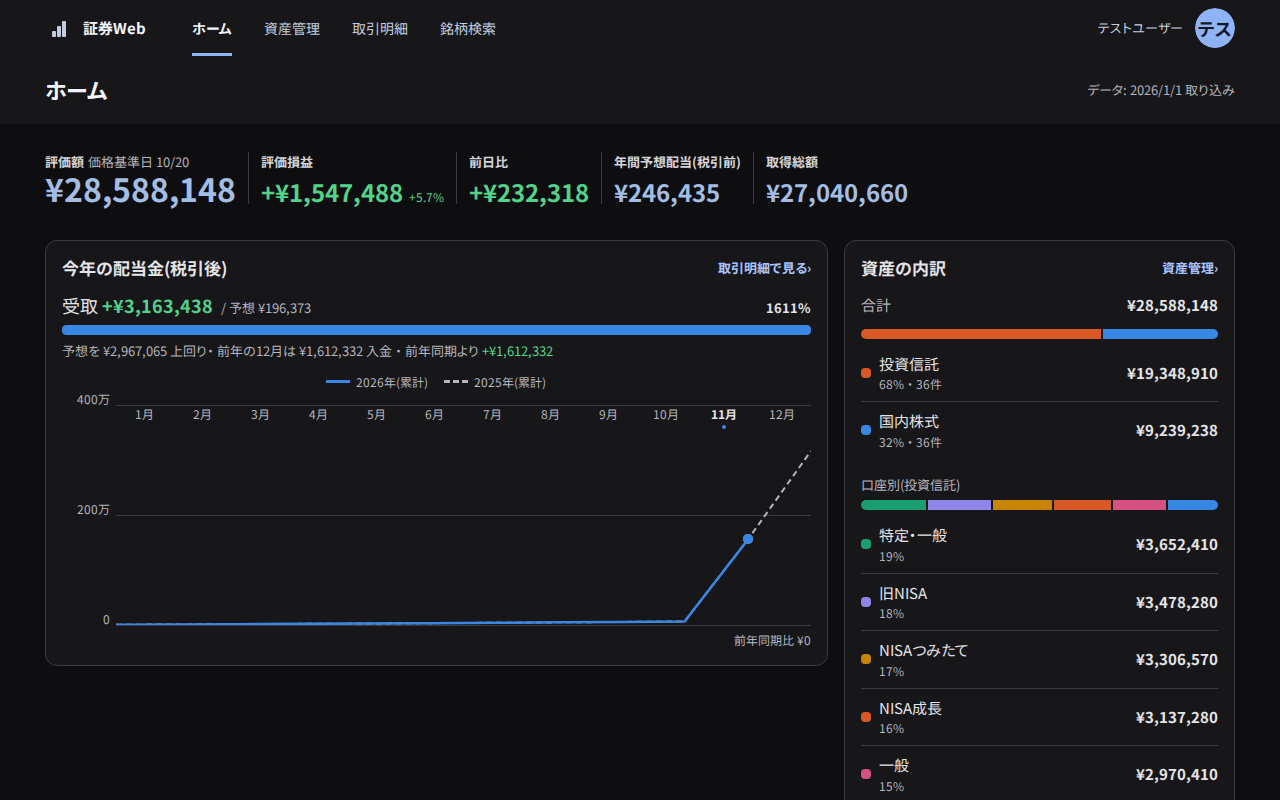 証券Web ホーム 資産管理 取引明細 銘柄検索 テストユーザー テス
ホーム データ: 2026/1/1 取り込み
評価額 価格基準日 10/20
¥28,588,148
評価損益
+¥1,547,488 +5.7%
前日比
+¥232,318
年間予想配当(税引前)
¥246,435
取得総額
¥27,040,660
今年の配当金(税引後) 取引明細で見る›
受取 +¥3,163,438 / 予想 ¥196,373 1611%
予想を ¥2,967,065 上回り・前年の12月は ¥1,612,332 入金・前年同期より +¥1,612,332
2026年(累計) 2025年(累計)
400万
1月 2月 3月 4月 5月 6月 7月 8月 9月 10月 11月 12月
200万
0
前年同期比 ¥0
資産の内訳 資産管理›
合計 ¥28,588,148
投資信託 ¥19,348,910
68%・36件
国内株式 ¥9,239,238
32%・36件
口座別(投資信託)
特定・一般 ¥3,652,410
19%
旧NISA ¥3,478,280
18%
NISAつみたて ¥3,306,570
17%
NISA成長 ¥3,137,280
16%
一般 ¥2,970,410
15%